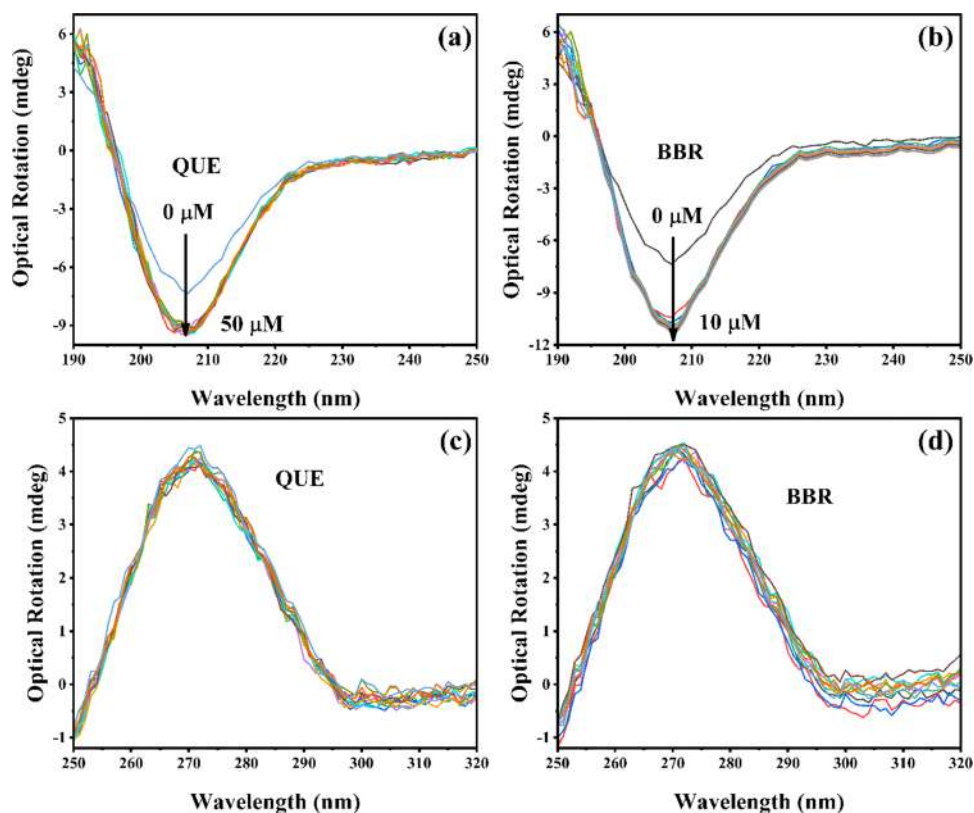 (a)
QUE
0 μM
50 μM
Optical Rotation (mdeg)
6
3
0
-3
-6
-9
190 200 210 220 230 240 250
Wavelength (nm)
(b)
BBR
0 μM
10 μM
Optical Rotation (mdeg)
6
3
0
-3
-6
-9
-12
190 200 210 220 230 240 250
Wavelength (nm)
(c)
QUE
Optical Rotation (mdeg)
5
4
3
2
1
0
-1
250 260 270 280 290 300 310 320
Wavelength (nm)
(d)
BBR
Optical Rotation (mdeg)
5
4
3
2
1
0
-1
250 260 270 280 290 300 310 320
Wavelength (nm)